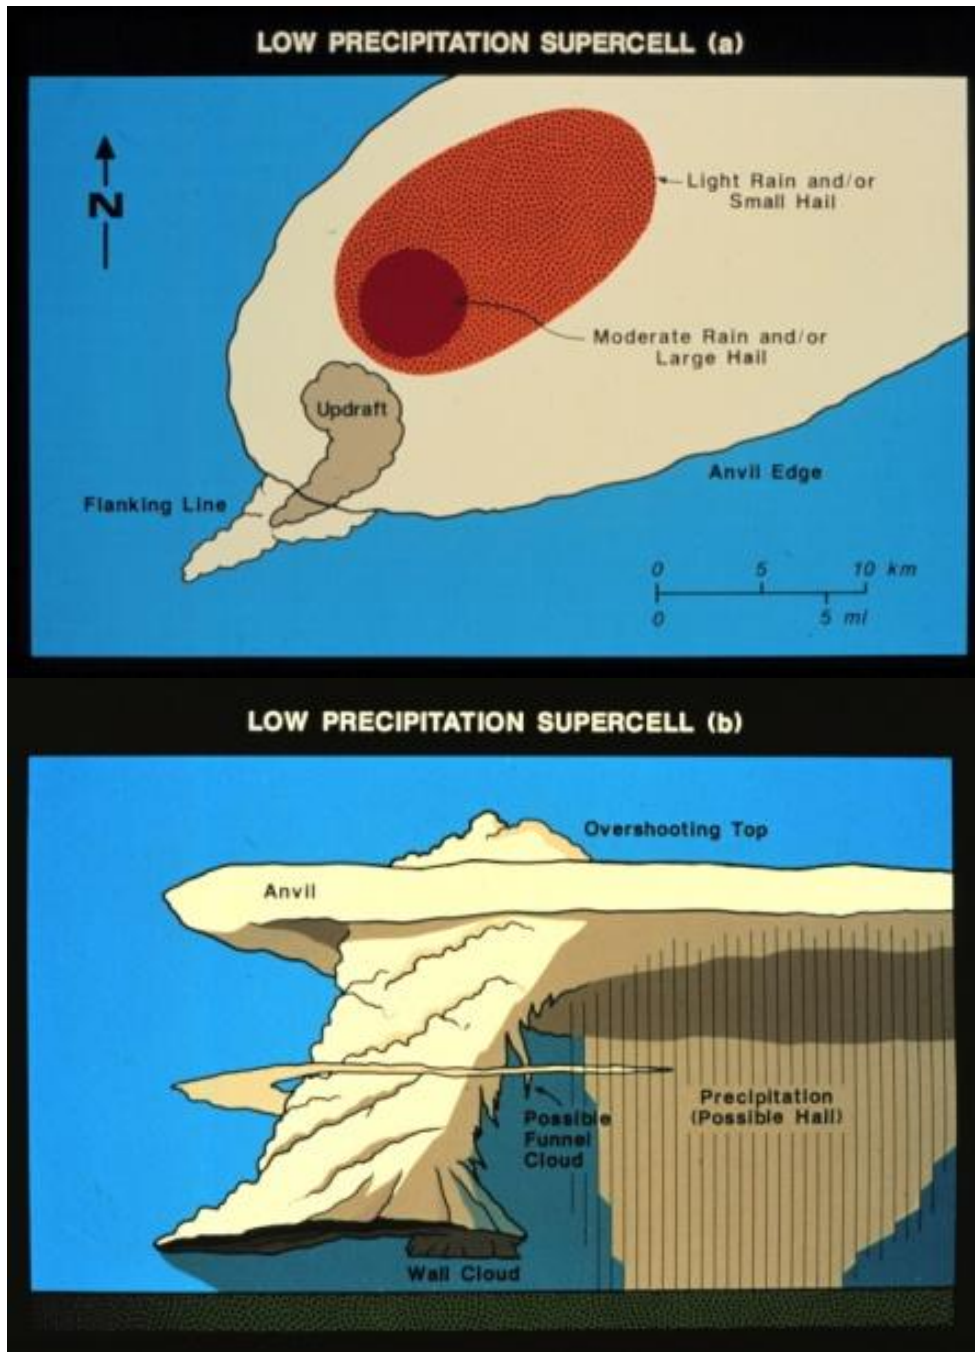 LOW PRECIPITATION SUPERCELL (a)
N
Light Rain and/or
Small Hail
Moderate Rain and/or
Large Hail
Updraft
Anvil Edge
Flanking Line
0 5 10 km
0 5 mi
LOW PRECIPITATION SUPERCELL (b)
Overshooting Top
Anvil
Precipitation
(Possible Hail)
Possible
Funnel
Cloud
Wall Cloud